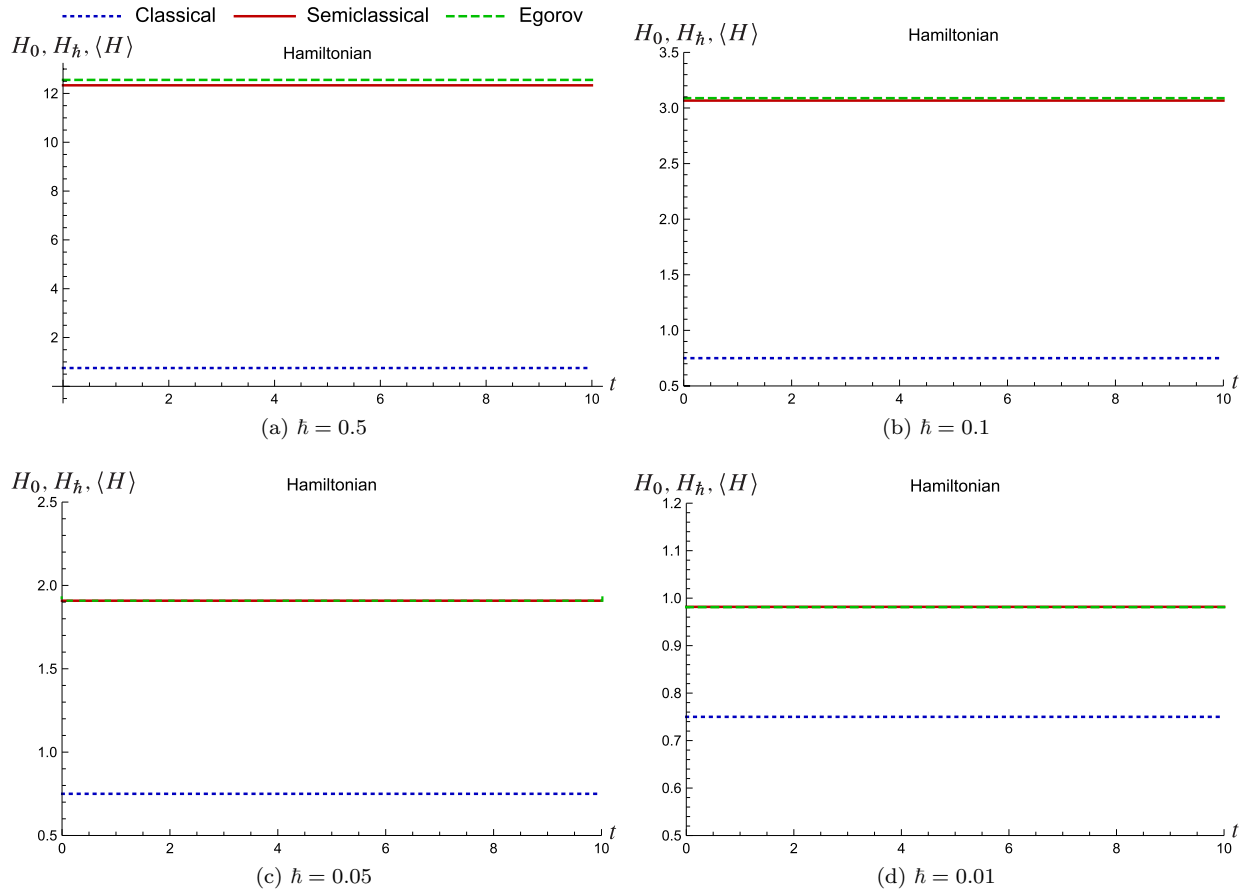 Classical Semiclassical Egorov
H₀, Hℏ, ⟨H⟩
Hamiltonian
12
10
8
6
4
2
2 4 6 8 10
t
(a) ℏ = 0.5
H₀, Hℏ, ⟨H⟩
Hamiltonian
3.5
3.0
2.5
2.0
1.5
1.0
0.5
0 2 4 6 8 10
t
(b) ℏ = 0.1
H₀, Hℏ, ⟨H⟩
Hamiltonian
2.5
2.0
1.5
1.0
0.5
0 2 4 6 8 10
t
(c) ℏ = 0.05
H₀, Hℏ, ⟨H⟩
Hamiltonian
1.2
1.1
1.0
0.9
0.8
0.7
0.6
0.5
0 2 4 6 8 10
t
(d) ℏ = 0.01